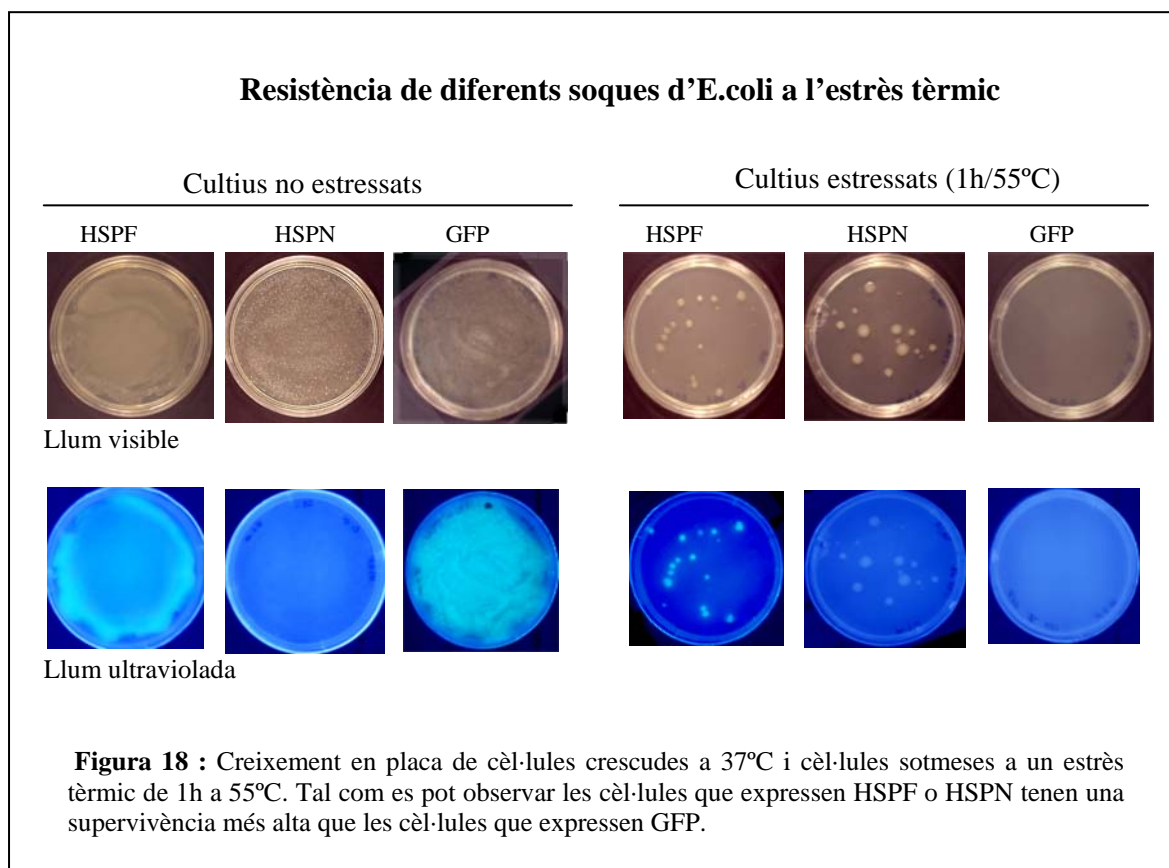 Resistència de diferents soques d’E.coli a l’estrès tèrmic
Cultius no estressats
Cultius estressats (1h/55ºC)
HSPF HSPN GFP
HSPF HSPN GFP
Llum visible
Llum ultraviolada
Figura 18 : Creixement en placa de cèl·lules crescudes a 37ºC i cèl·lules sotmeses a un estrès
tèrmic de 1h a 55ºC. Tal com es pot observar les cèl·lules que expressen HSPF o HSPN tenen una
supervivència més alta que les cèl·lules que expressen GFP.